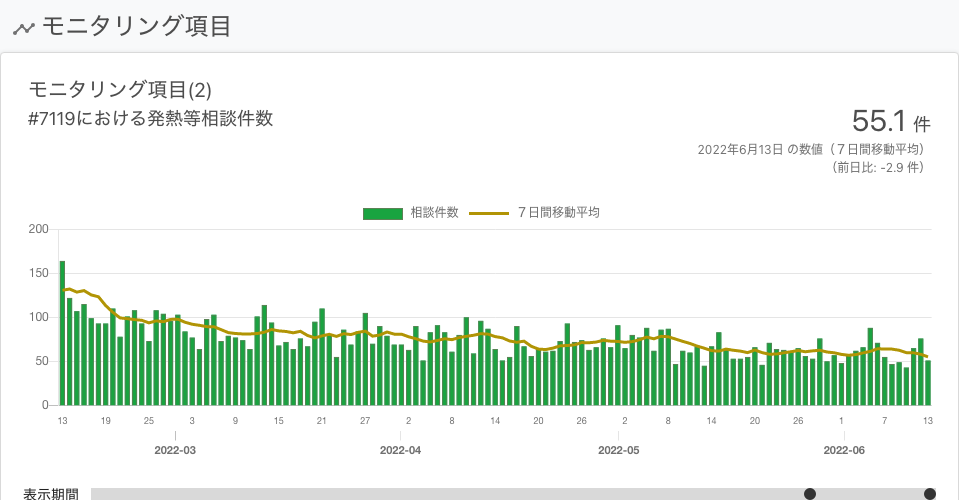 モニタリング項目
モニタリング項目(2)
#7119における発熱等相談件数
55.1 件
2022年6月13日 の数値（７日間移動平均）
（前日比: -2.9 件）
相談件数 ７日間移動平均
200
150
100
50
0
13 19 25 3 9 15 21 27 2 8 14 20 26 2 8 14 20 26 1 7 13
2022-03 2022-04 2022-05 2022-06
表示期間